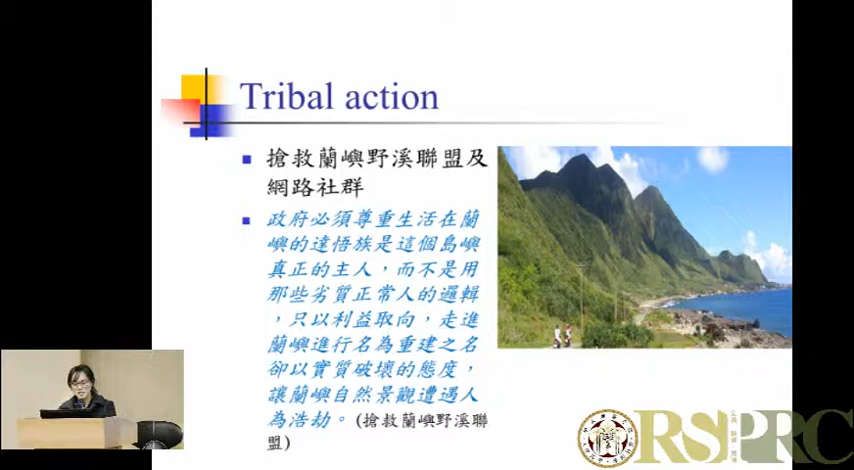 Tribal action
搶救蘭嶼野溪聯盟及
網路社群
政府必須尊重生活在蘭
嶼的達悟族是這個島嶼
真正的主人，而不是用
那些劣質正常人的邏輯
，只以利益取向，走進
蘭嶼進行名為重建之名
卻以實質破壞的態度，
讓蘭嶼自然景觀遭遇人
為浩劫。(搶救蘭嶼野溪聯
盟)
RSPRC